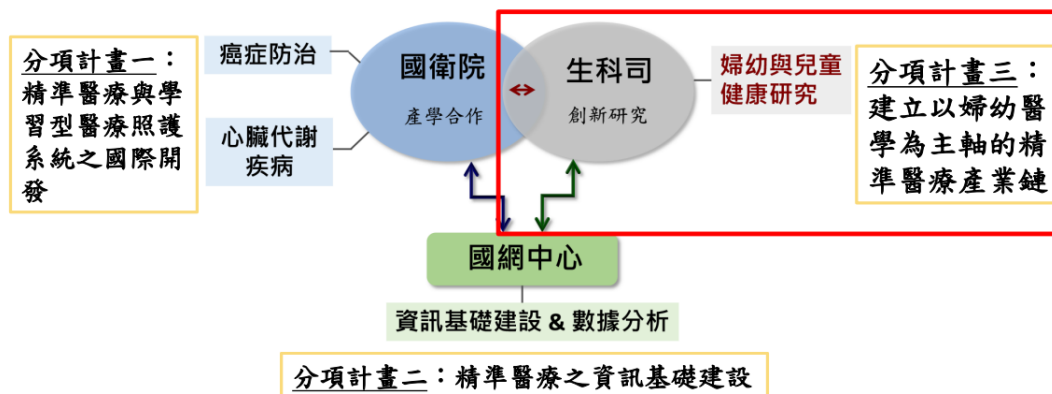 分項計畫一：
精準醫療與學
習型醫療照護
系統之國際開
發
癌症防治
心臟代謝
疾病
國衛院
產學合作
生科司
創新研究
婦幼與兒童
健康研究
分項計畫三：
建立以婦幼醫
學為主軸的精
準醫療產業鏈
國網中心
資訊基礎建設 & 數據分析
分項計畫二：精準醫療之資訊基礎建設